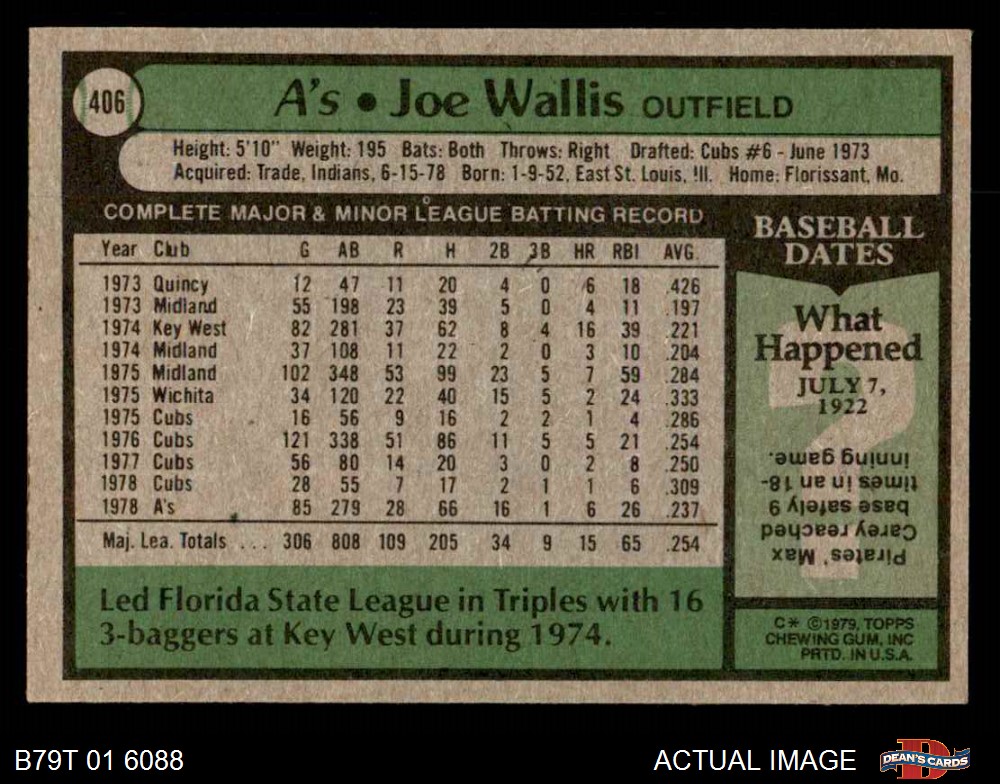 406
A's • Joe Wallis OUTFIELD
Height: 5'10" Weight: 195 Bats: Both Throws: Right Drafted: Cubs #6 - June 1973
Acquired: Trade, Indians, 6-15-78 Born: 1-9-52, East St. Louis, Ill. Home: Florissant, Mo.
COMPLETE MAJOR & MINOR LEAGUE BATTING RECORD
Year Club G AB R H 2B 3B HR RBI AVG.
1973 Quincy 12 47 11 20 4 0 6 18 .426
1973 Midland 55 198 23 39 5 0 4 11 .197
1974 Key West 82 281 37 62 8 4 16 39 .221
1974 Midland 37 108 11 22 2 0 3 10 .204
1975 Midland 102 348 53 99 23 5 7 59 .284
1975 Wichita 34 120 22 40 15 5 2 24 .333
1975 Cubs 16 56 9 16 2 2 1 4 .286
1976 Cubs 121 338 51 86 11 5 5 21 .254
1977 Cubs 56 80 14 20 3 0 2 8 .250
1978 Cubs 28 55 7 17 2 1 1 6 .309
1978 A's 85 279 28 66 16 1 6 26 .237
Maj. Lea. Totals ... 306 808 109 205 34 9 15 65 .254
Led Florida State League in Triples with 16
3-baggers at Key West during 1974.
BASEBALL
DATES
What
Happened
JULY 7,
1922
?
Pirates' Max
Carey reached
base safely 9
times in an 18-
inning game.
C* ©1979, TOPPS
CHEWING GUM, INC
PRTD. IN U.S.A.
B79T 01 6088
ACTUAL IMAGE
D
DEAN'S CARDS